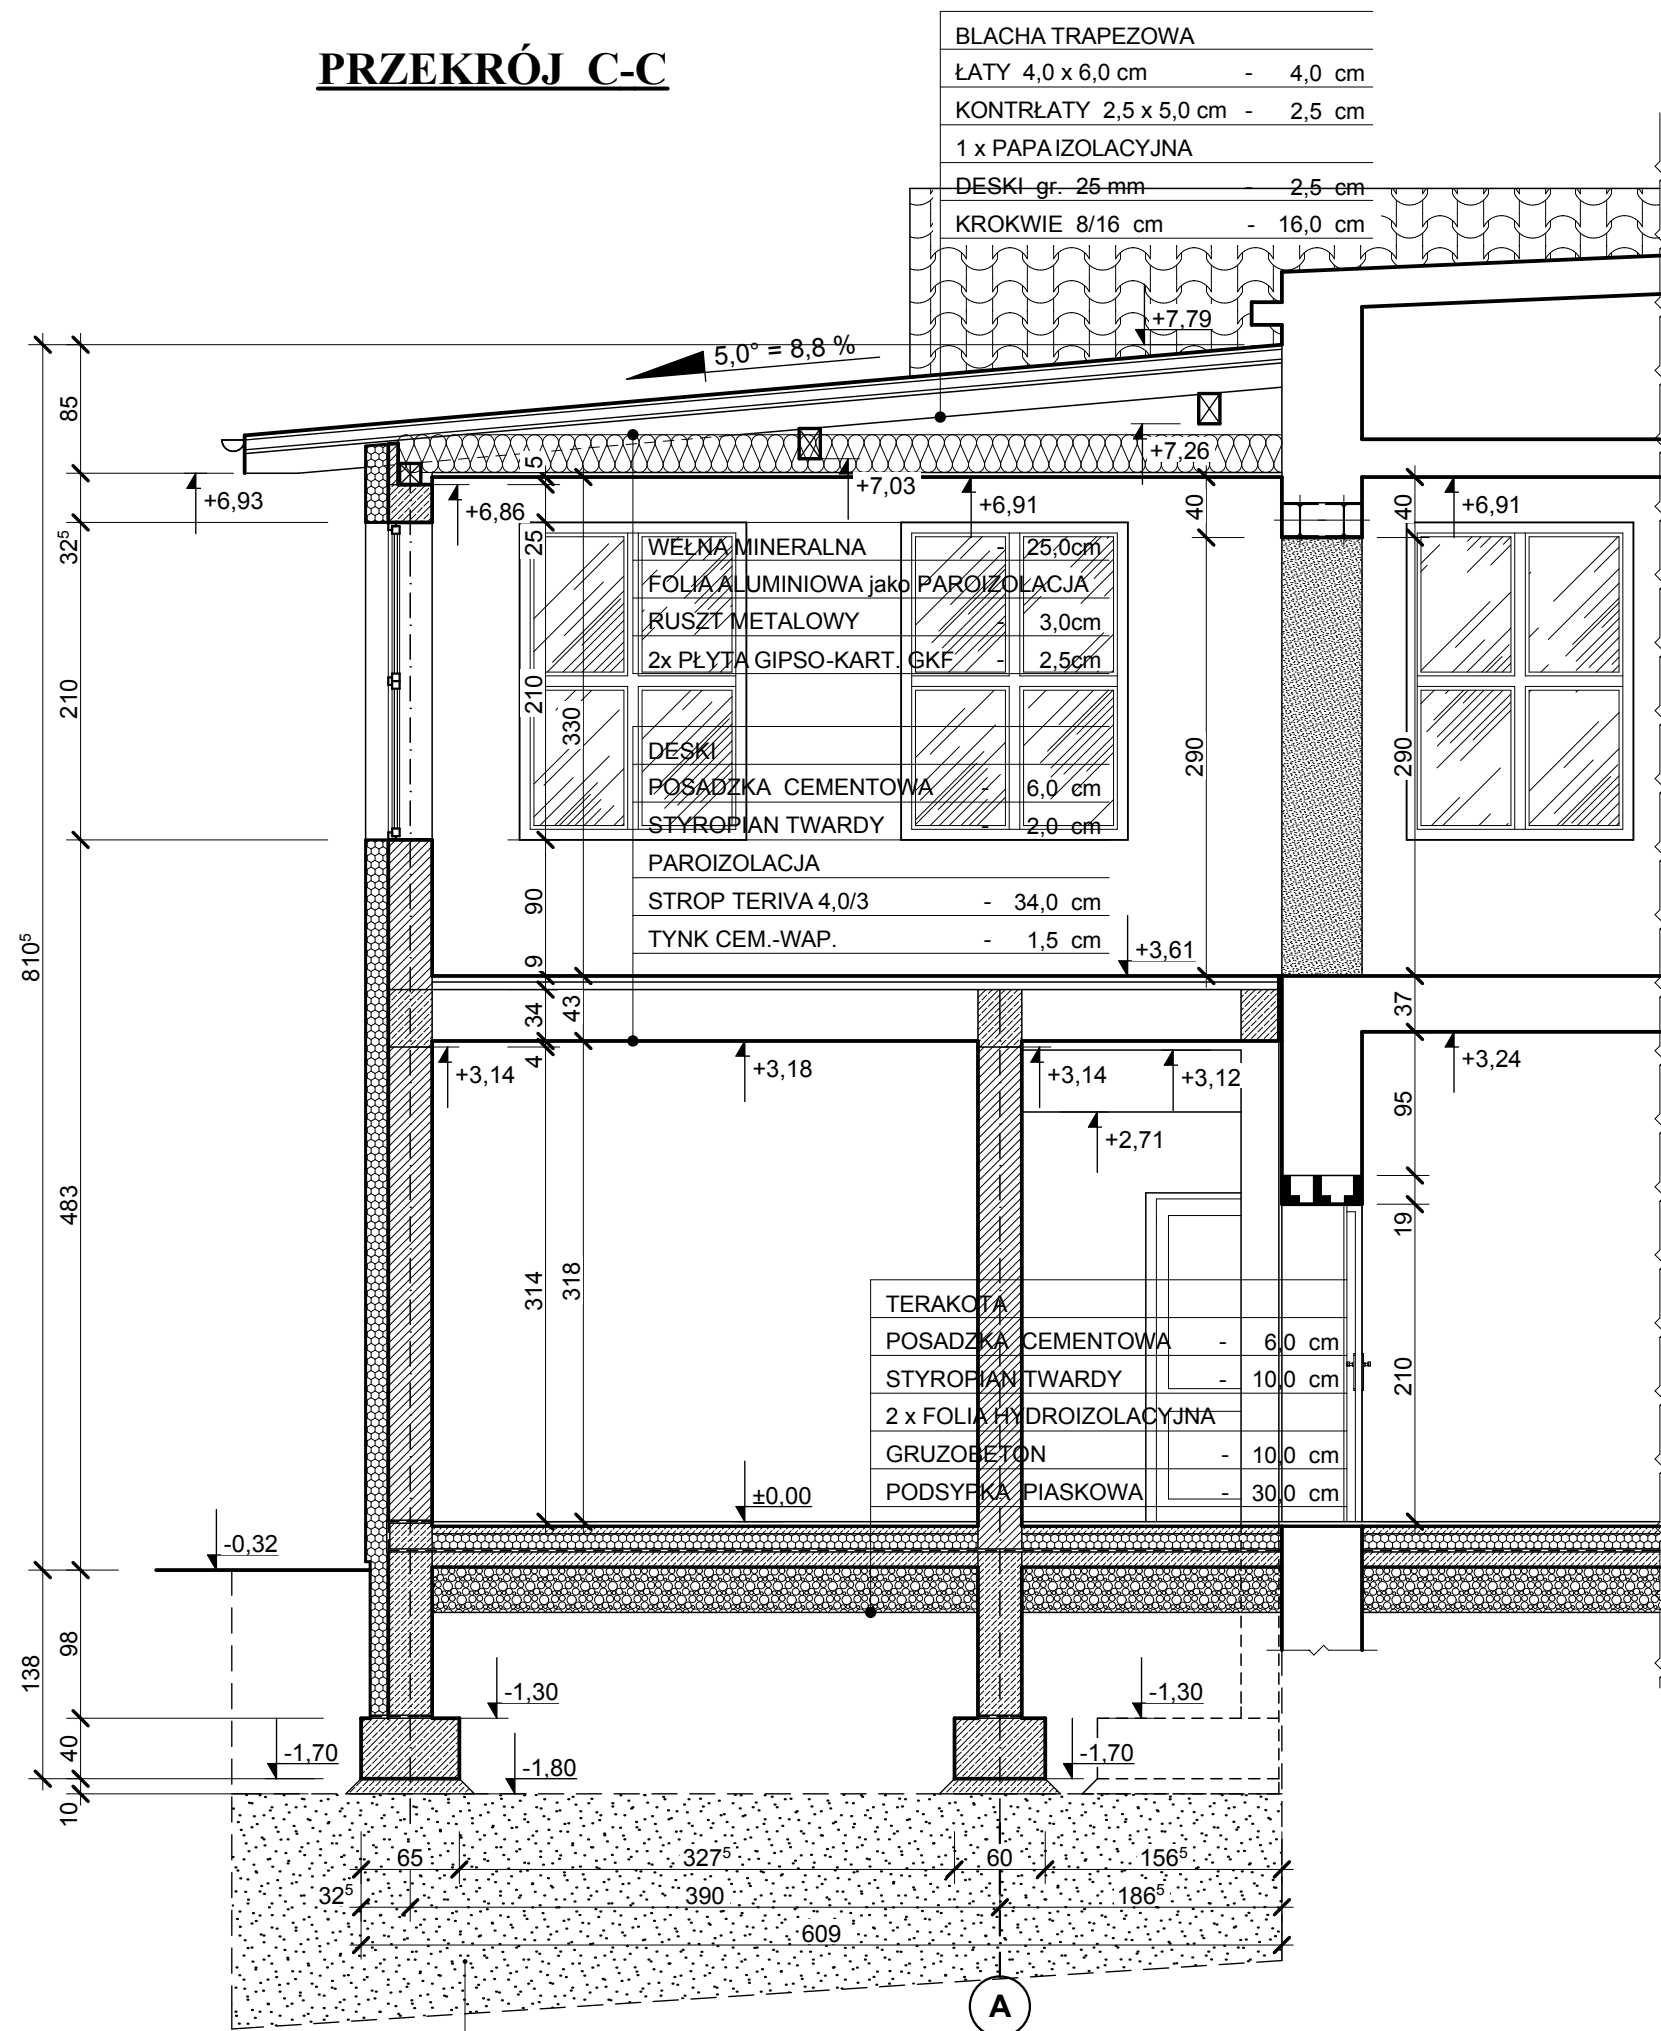 PRZEKRÓJ C-C
BLACHA TRAPEZOWA
ŁATY 4,0 x 6,0 cm - 4,0 cm
KONTRŁATY 2,5 x 5,0 cm - 2,5 cm
1 x PAPA IZOLACYJNA
DESKI gr. 25 mm - 2,5 cm
KROKWIE 8/16 cm - 16,0 cm
+7,79
5,0° = 8,8 %
85
+7,26
5
+7,03
+6,93
+6,86
+6,91
40
40
+6,91
32⁵
25
WEŁNA MINERALNA - 25,0cm
FOLIA ALUMINIOWA jako PAROIZOLACJA
RUSZT METALOWY - 3,0cm
2x PŁYTA GIPSO-KART. GKF - 2,5cm
210
210
330
290
290
DESKI
POSADZKA CEMENTOWA - 6,0 cm
STYROPIAN TWARDY - 2,0 cm
PAROIZOLACJA
STROP TERIVA 4,0/3 - 34,0 cm
TYNK CEM.-WAP. - 1,5 cm
90
810⁵
9
+3,61
34
43
37
4
+3,14
+3,18
+3,14
+3,12
+3,24
95
+2,71
483
19
314
318
TERAKOTA
POSADZKA CEMENTOWA - 6,0 cm
STYROPIAN TWARDY - 10,0 cm
2 x FOLIA HYDROIZOLACYJNA
GRUZOBETON - 10,0 cm
PODSYPKA PIASKOWA - 30,0 cm
210
±0,00
-0,32
98
138
-1,30
-1,30
40
-1,70
-1,80
-1,70
10
65
327⁵
60
156⁵
32⁵
390
186⁵
609
A